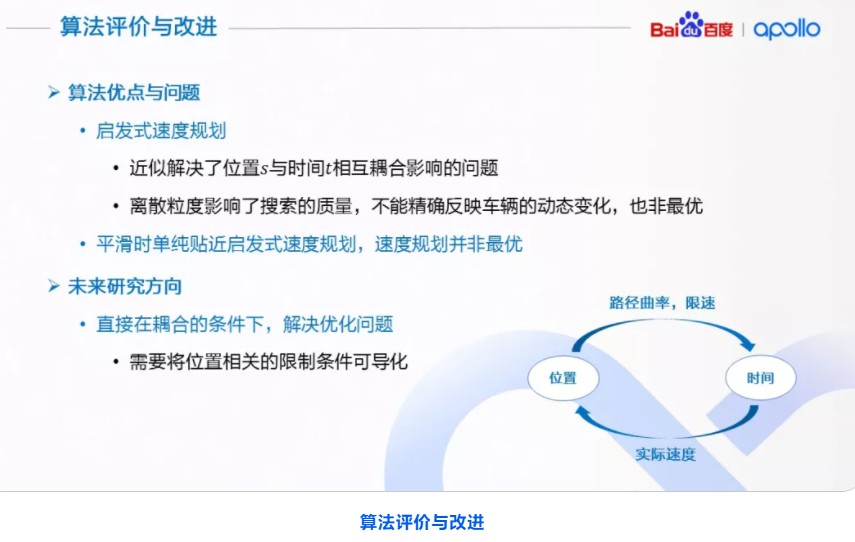 算法评价与改进
Bai du 百度 | apollo
➢ 算法优点与问题
• 启发式速度规划
• 近似解决了位置s与时间t相互耦合影响的问题
• 离散粒度影响了搜索的质量，不能精确反映车辆的动态变化，也非最优
• 平滑时单纯贴近启发式速度规划，速度规划并非最优
➢ 未来研究方向
• 直接在耦合的条件下，解决优化问题
• 需要将位置相关的限制条件可导化
路径曲率，限速
位置
时间
实际速度
算法评价与改进